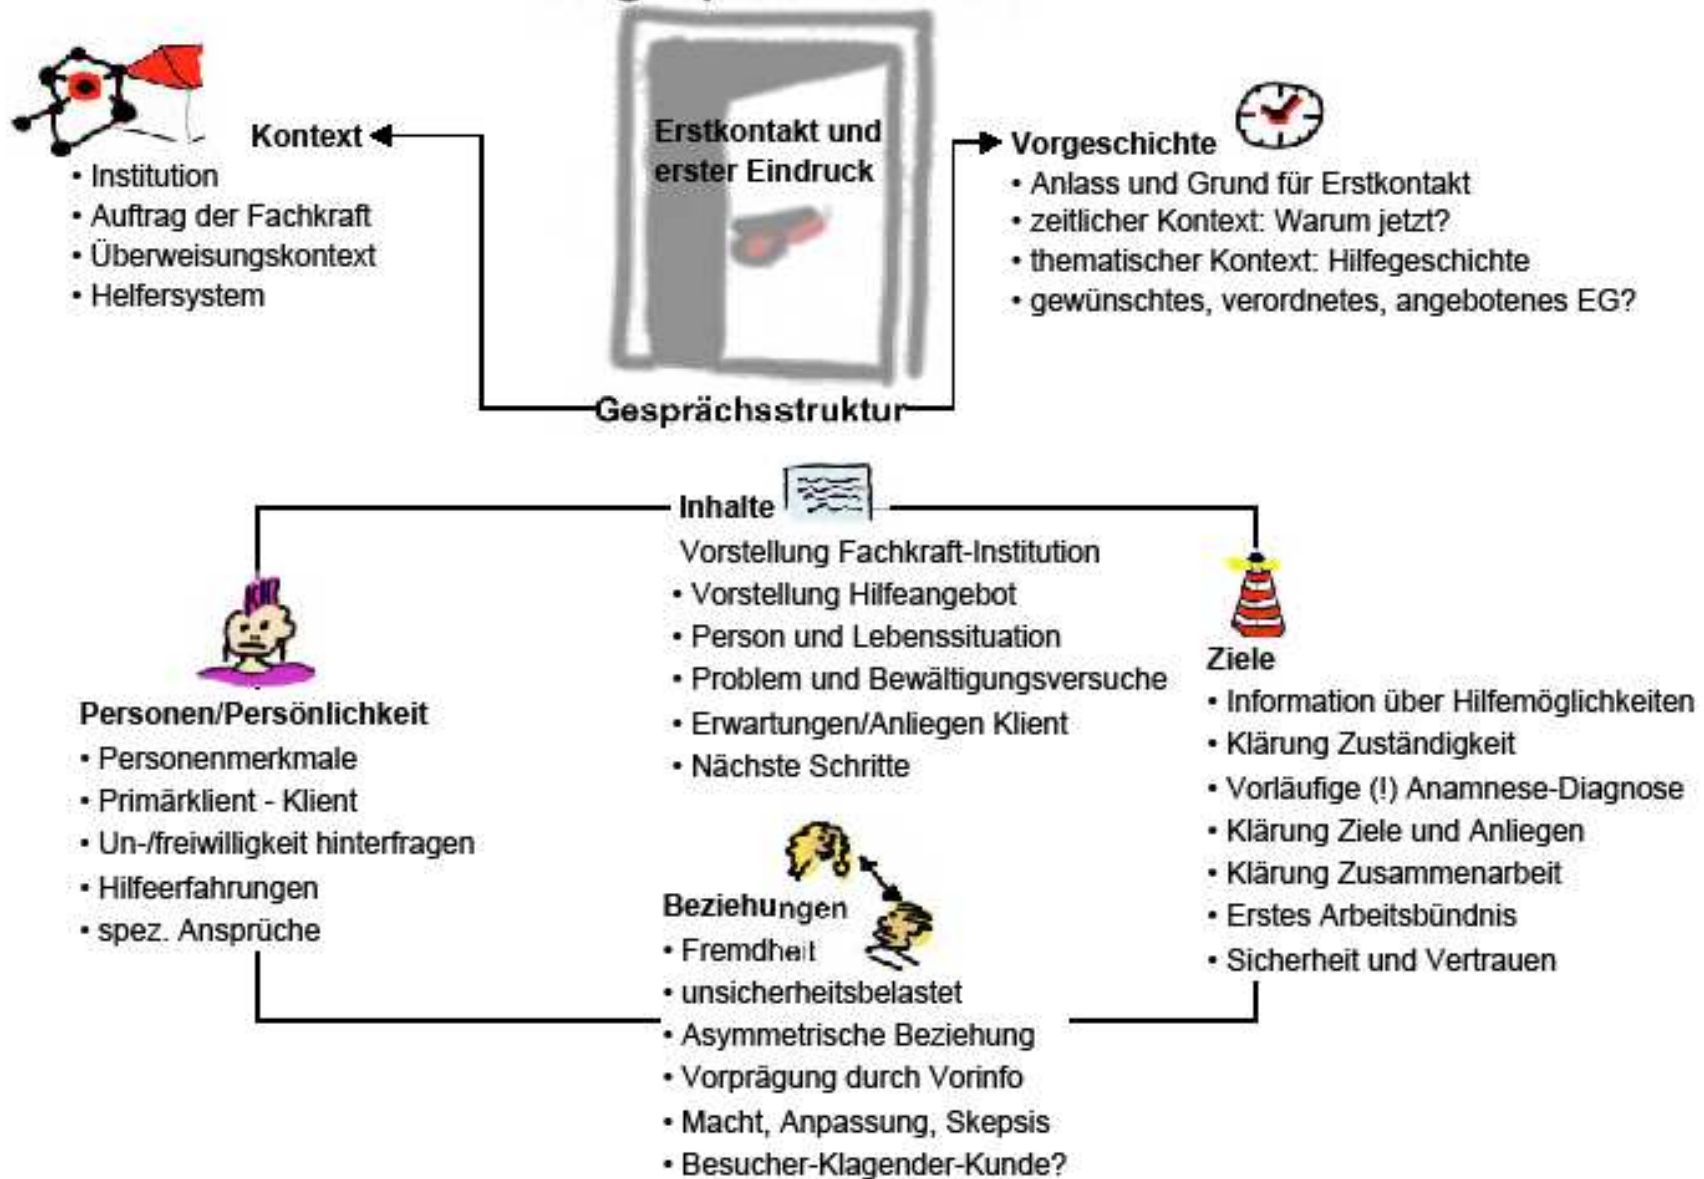 Erstkontakt und
erster Eindruck
Kontext
• Institution
• Auftrag der Fachkraft
• Überweisungskontext
• Helfersystem
Vorgeschichte
• Anlass und Grund für Erstkontakt
• zeitlicher Kontext: Warum jetzt?
• thematischer Kontext: Hilfegeschichte
• gewünschtes, verordnetes, angebotenes EG?
Gesprächsstruktur
Inhalte
Vorstellung Fachkraft-Institution
• Vorstellung Hilfeangebot
• Person und Lebenssituation
• Problem und Bewältigungsversuche
• Erwartungen/Anliegen Klient
• Nächste Schritte
Personen/Persönlichkeit
• Personenmerkmale
• Primärklient - Klient
• Un-/freiwilligkeit hinterfragen
• Hilfeerfahrungen
• spez. Ansprüche
Ziele
• Information über Hilfemöglichkeiten
• Klärung Zuständigkeit
• Vorläufige (!) Anamnese-Diagnose
• Klärung Ziele und Anliegen
• Klärung Zusammenarbeit
• Erstes Arbeitsbündnis
• Sicherheit und Vertrauen
Beziehungen
• Fremdheit
• unsicherheitsbelastet
• Asymmetrische Beziehung
• Vorprägung durch Vorinfo
• Macht, Anpassung, Skepsis
• Besucher-Klagender-Kunde?